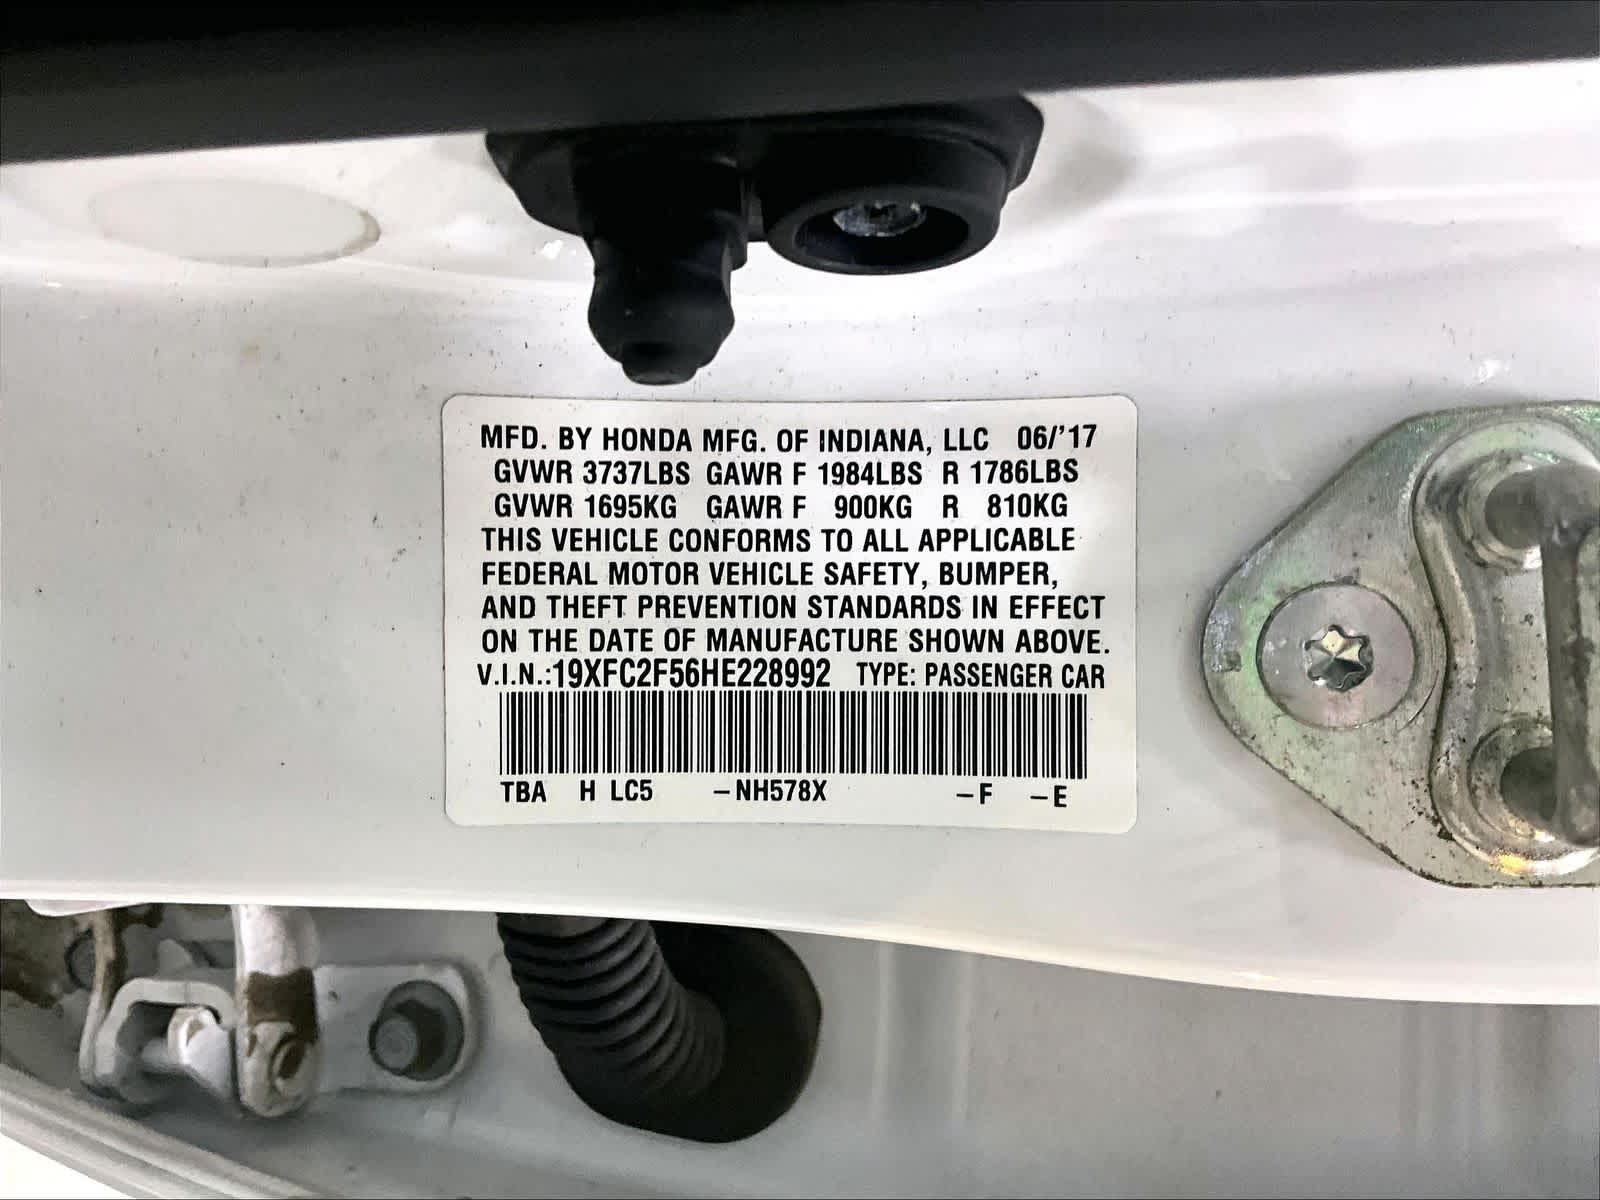 MFD. BY HONDA MFG. OF INDIANA, LLC 06/'17
GVWR 3737LBS GAWR F 1984LBS R 1786LBS
GVWR 1695KG GAWR F 900KG R 810KG
THIS VEHICLE CONFORMS TO ALL APPLICABLE
FEDERAL MOTOR VEHICLE SAFETY, BUMPER,
AND THEFT PREVENTION STANDARDS IN EFFECT
ON THE DATE OF MANUFACTURE SHOWN ABOVE.
V.I.N.:19XFC2F56HE228992 TYPE: PASSENGER CAR
TBA H LC5 –NH578X –F –E